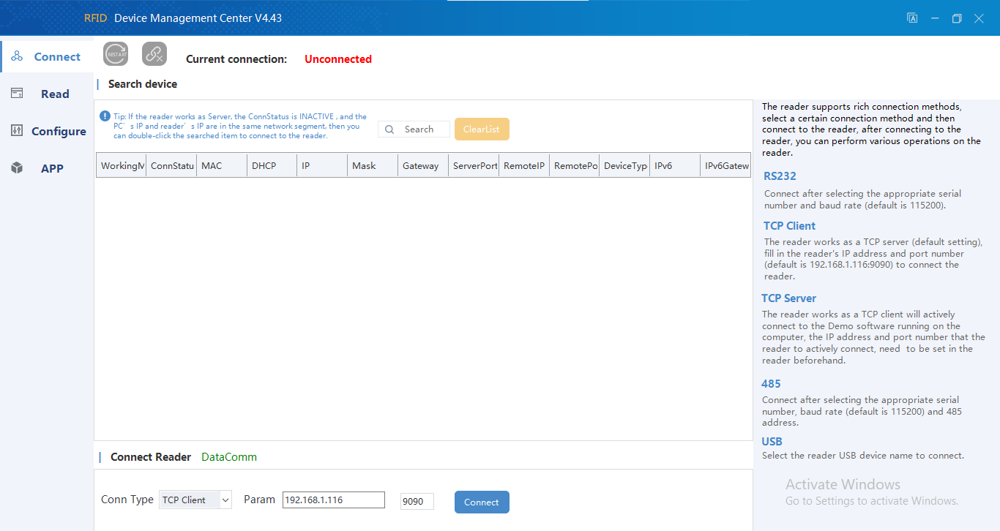 RFID Device Management Center V4.43
Connect
RESTART
Current connection: Unconnected
Read
Configure
APP
Search device
Tip: If the reader works as Server, the ConnStatus is INACTIVE , and the
PC’ s IP and reader’ s IP are in the same network segment, then you
can double-click the searched item to connect to the reader.
Search
ClearList
WorkingM ConnStatu MAC DHCP IP Mask Gateway ServerPort RemoteIP RemotePo DeviceTyp IPv6 IPv6Gatew
Connect Reader DataComm
Conn Type TCP Client Param 192.168.1.116 9090 Connect
The reader supports rich connection methods,
select a certain connection method and then
connect to the reader, after connecting to the
reader, you can perform various operations on the
reader.
RS232
Connect after selecting the appropriate serial
number and baud rate (default is 115200).
TCP Client
The reader works as a TCP server (default setting),
fill in the reader's IP address and port number
(default is 192.168.1.116:9090) to connect the
reader.
TCP Server
The reader works as a TCP client will actively
connect to the Demo software running on the
computer, the IP address and port number that the
reader to actively connect, need  to be set in the
reader beforehand.
485
Connect after selecting the appropriate serial
number, baud rate (default is 115200) and 485
address.
USB
Select the reader USB device name to connect.
Activate Windows
Go to Settings to activate Windows.